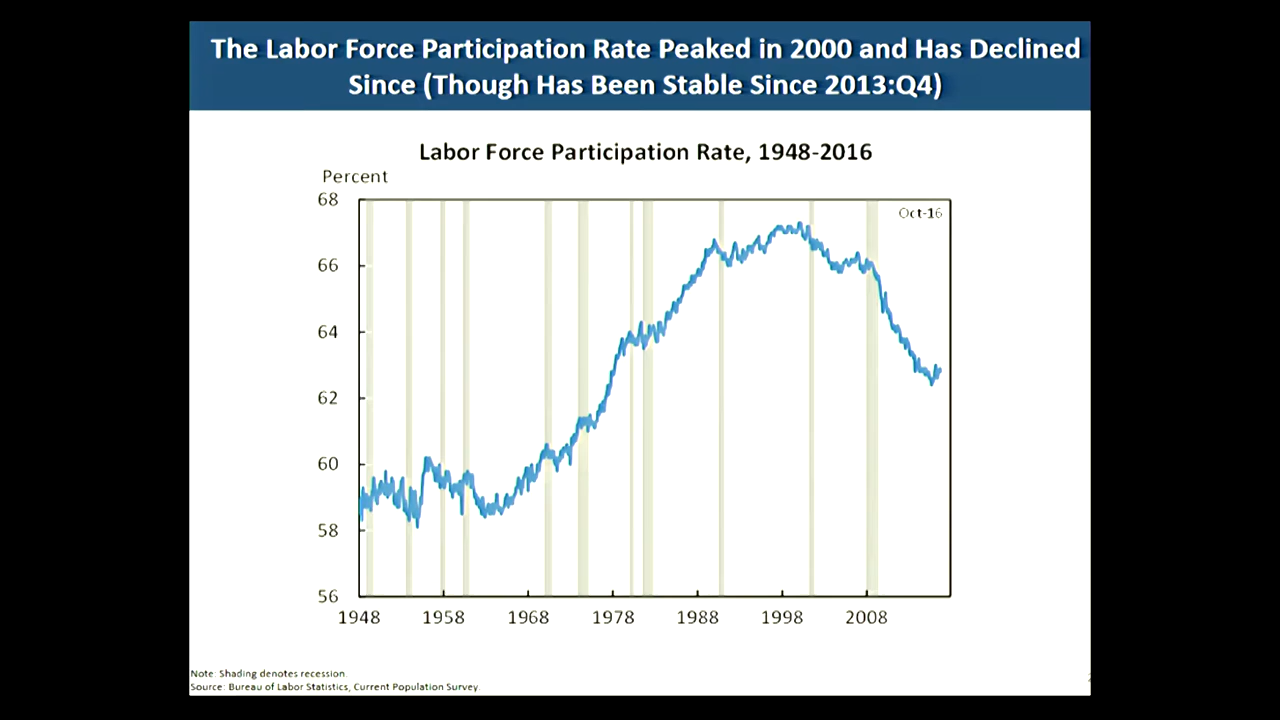 The Labor Force Participation Rate Peaked in 2000 and Has Declined
Since (Though Has Been Stable Since 2013:Q4)
Labor Force Participation Rate, 1948-2016
Percent
68
Oct-16
66
64
62
60
58
56
1948 1958 1968 1978 1988 1998 2008
Note: Shading denotes recession.
Source: Bureau of Labor Statistics, Current Population Survey.